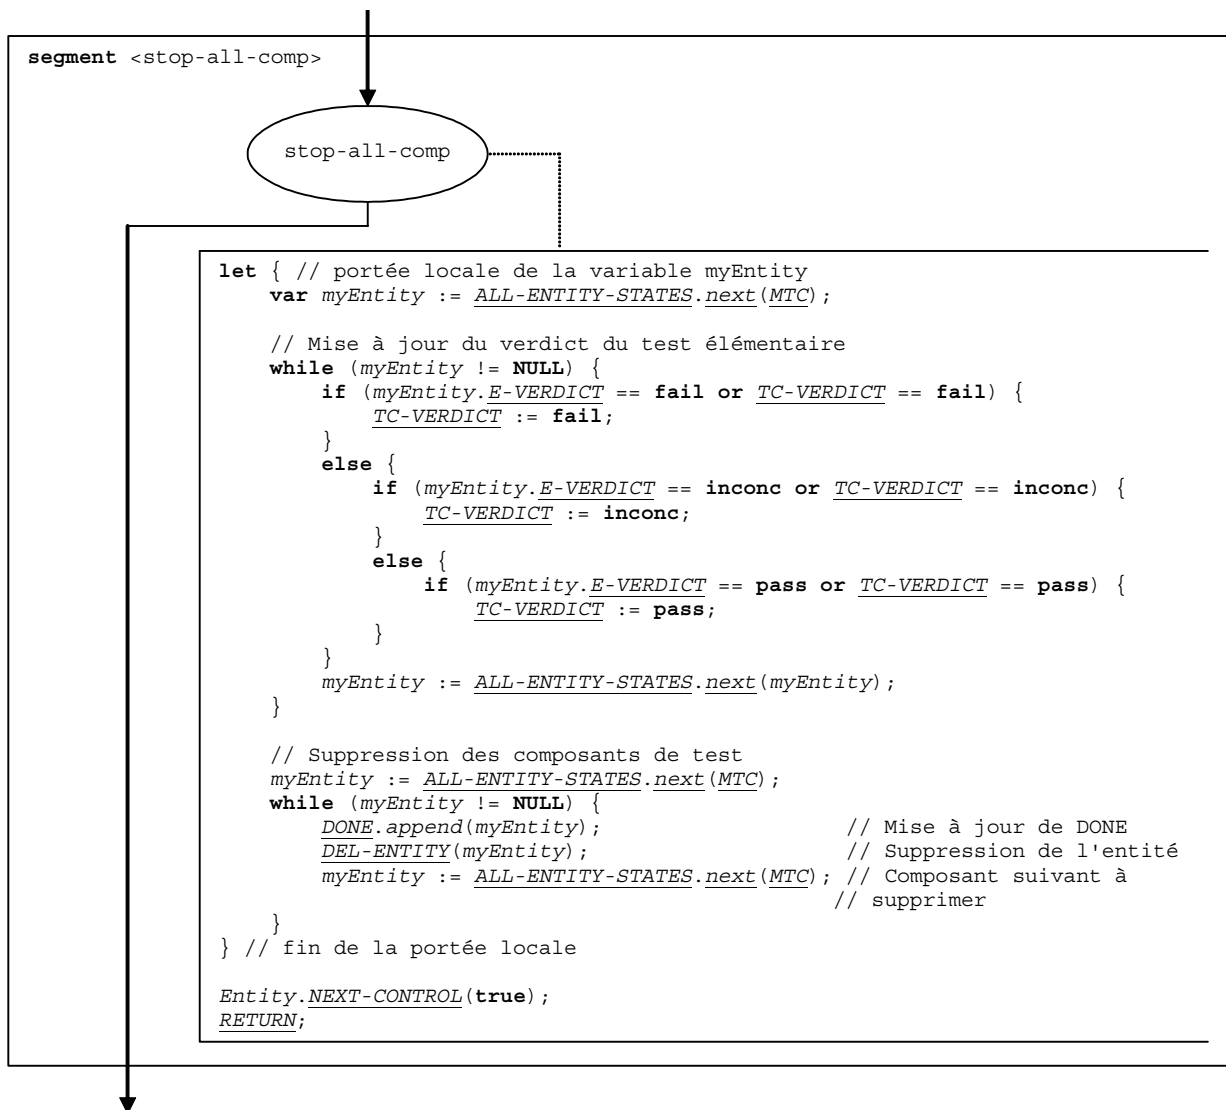 segment <stop-all-comp>
stop-all-comp
let { // portée locale de la variable myEntity
var myEntity := ALL-ENTITY-STATES.next(MTC);
// Mise à jour du verdict du test élémentaire
while (myEntity != NULL) {
if (myEntity.E-VERDICT == fail or TC-VERDICT == fail) {
TC-VERDICT := fail;
}
else {
if (myEntity.E-VERDICT == inconc or TC-VERDICT == inconc) {
TC-VERDICT := inconc;
}
else {
if (myEntity.E-VERDICT == pass or TC-VERDICT == pass) {
TC-VERDICT := pass;
}
}
myEntity := ALL-ENTITY-STATES.next(myEntity);
}
// Suppression des composants de test
myEntity := ALL-ENTITY-STATES.next(MTC);
while (myEntity != NULL) {
DONE.append(myEntity); // Mise à jour de DONE
DEL-ENTITY(myEntity); // Suppression de l'entité
myEntity := ALL-ENTITY-STATES.next(MTC); // Composant suivant à
// supprimer
}
} // fin de la portée locale
Entity.NEXT-CONTROL(true);
RETURN;